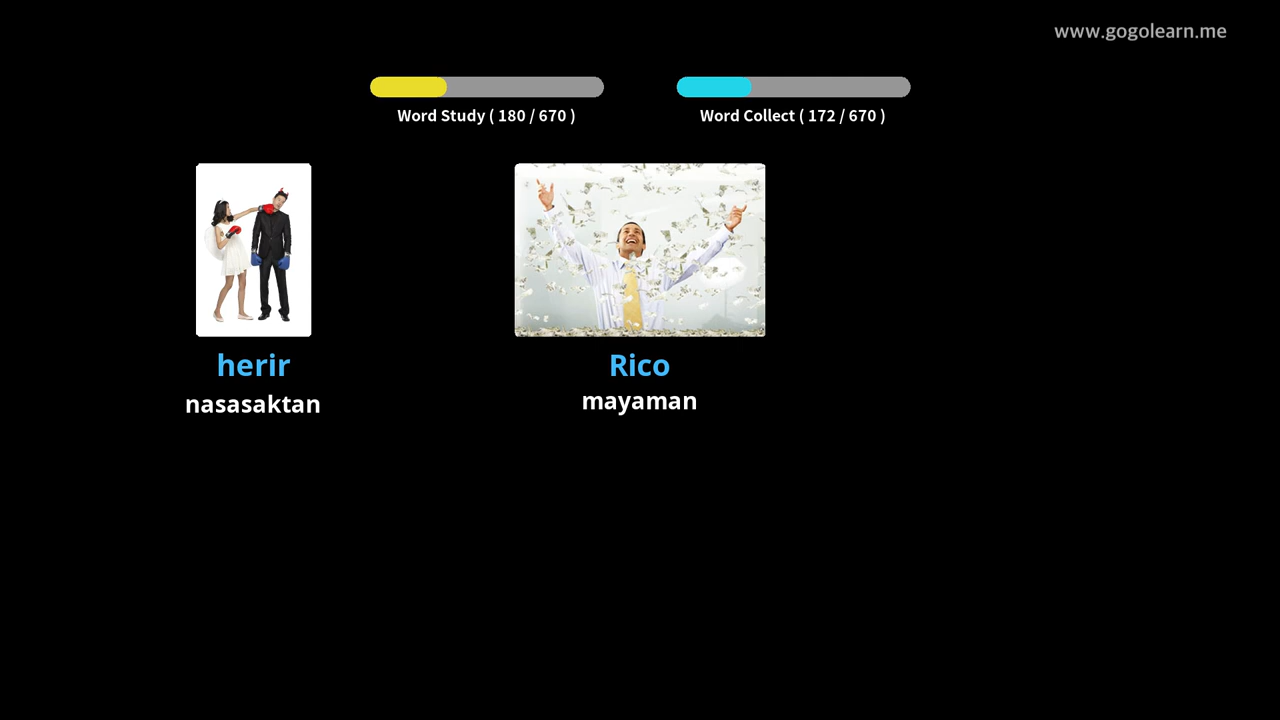 www.gogolearn.me
Word Study ( 180 / 670 )
Word Collect ( 172 / 670 )
herir
nasasaktan
Rico
mayaman